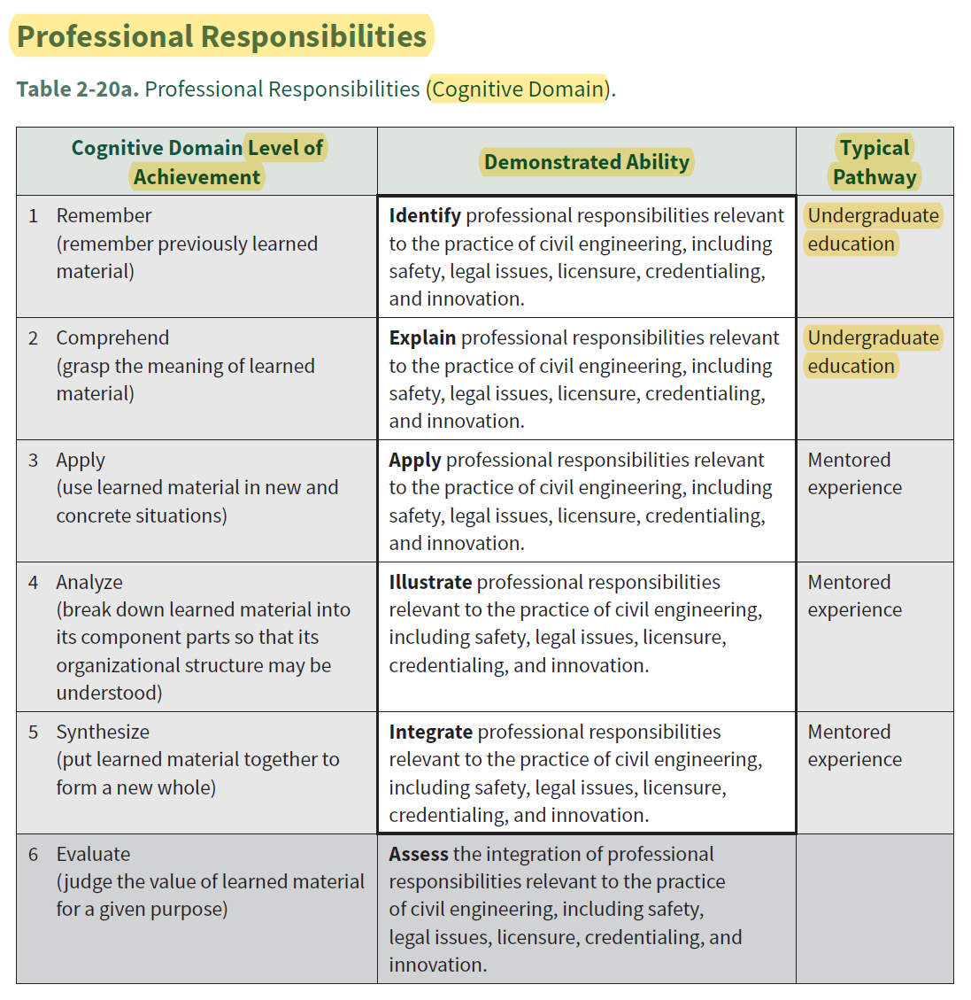 Professional Responsibilities
Table 2-20a. Professional Responsibilities (Cognitive Domain).
Cognitive Domain Level of
Achievement
Demonstrated Ability
Typical
Pathway
1 Remember
(remember previously learned
material)
Identify professional responsibilities relevant
to the practice of civil engineering, including
safety, legal issues, licensure, credentialing,
and innovation.
Undergraduate
education
2 Comprehend
(grasp the meaning of learned
material)
Explain professional responsibilities relevant
to the practice of civil engineering, including
safety, legal issues, licensure, credentialing,
and innovation.
Undergraduate
education
3 Apply
(use learned material in new and
concrete situations)
Apply professional responsibilities relevant
to the practice of civil engineering, including
safety, legal issues, licensure, credentialing,
and innovation.
Mentored
experience
4 Analyze
(break down learned material into
its component parts so that its
organizational structure may be
understood)
Illustrate professional responsibilities
relevant to the practice of civil engineering,
including safety, legal issues, licensure,
credentialing, and innovation.
Mentored
experience
5 Synthesize
(put learned material together to
form a new whole)
Integrate professional responsibilities
relevant to the practice of civil engineering,
including safety, legal issues, licensure,
credentialing, and innovation.
Mentored
experience
6 Evaluate
(judge the value of learned material
for a given purpose)
Assess the integration of professional
responsibilities relevant to the practice
of civil engineering, including safety,
legal issues, licensure, credentialing, and
innovation.